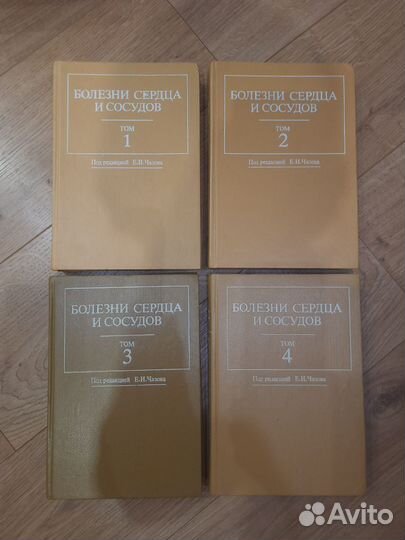 БОЛЕЗНИ СЕРДЦА
И СОСУДОВ
ТОМ
1
Под редакцией Е.И.Чазова
БОЛЕЗНИ СЕРДЦА
И СОСУДОВ
ТОМ
2
Под редакцией Е.И.Чазова
БОЛЕЗНИ СЕРДЦА
И СОСУДОВ
ТОМ
3
Под редакцией Е.И.Чазова
БОЛЕЗНИ СЕРДЦА
И СОСУДОВ
ТОМ
4
Под редакцией Е.И.Чазова
Avito